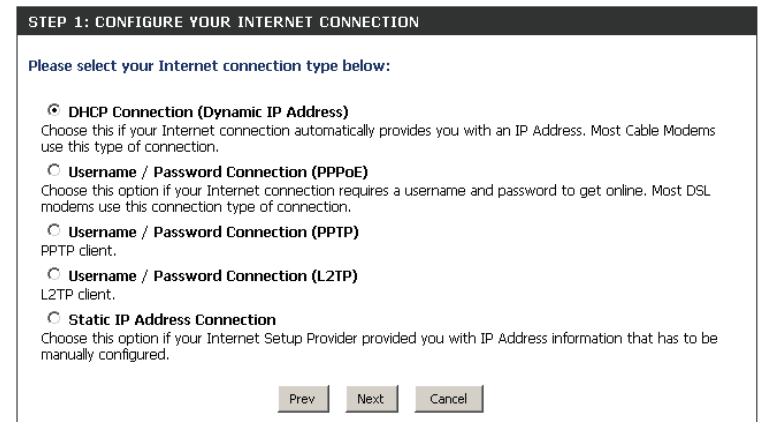 STEP 1: CONFIGURE YOUR INTERNET CONNECTION
Please select your Internet connection type below:
DHCP Connection (Dynamic IP Address)
Choose this if your Internet connection automatically provides you with an IP Address. Most Cable Modems
use this type of connection.
Username / Password Connection (PPPoE)
Choose this option if your Internet connection requires a username and password to get online. Most DSL
modems use this connection type of connection.
Username / Password Connection (PPTP)
PPTP client.
Username / Password Connection (L2TP)
L2TP client.
Static IP Address Connection
Choose this option if your Internet Setup Provider provided you with IP Address information that has to be
manually configured.
Prev Next Cancel